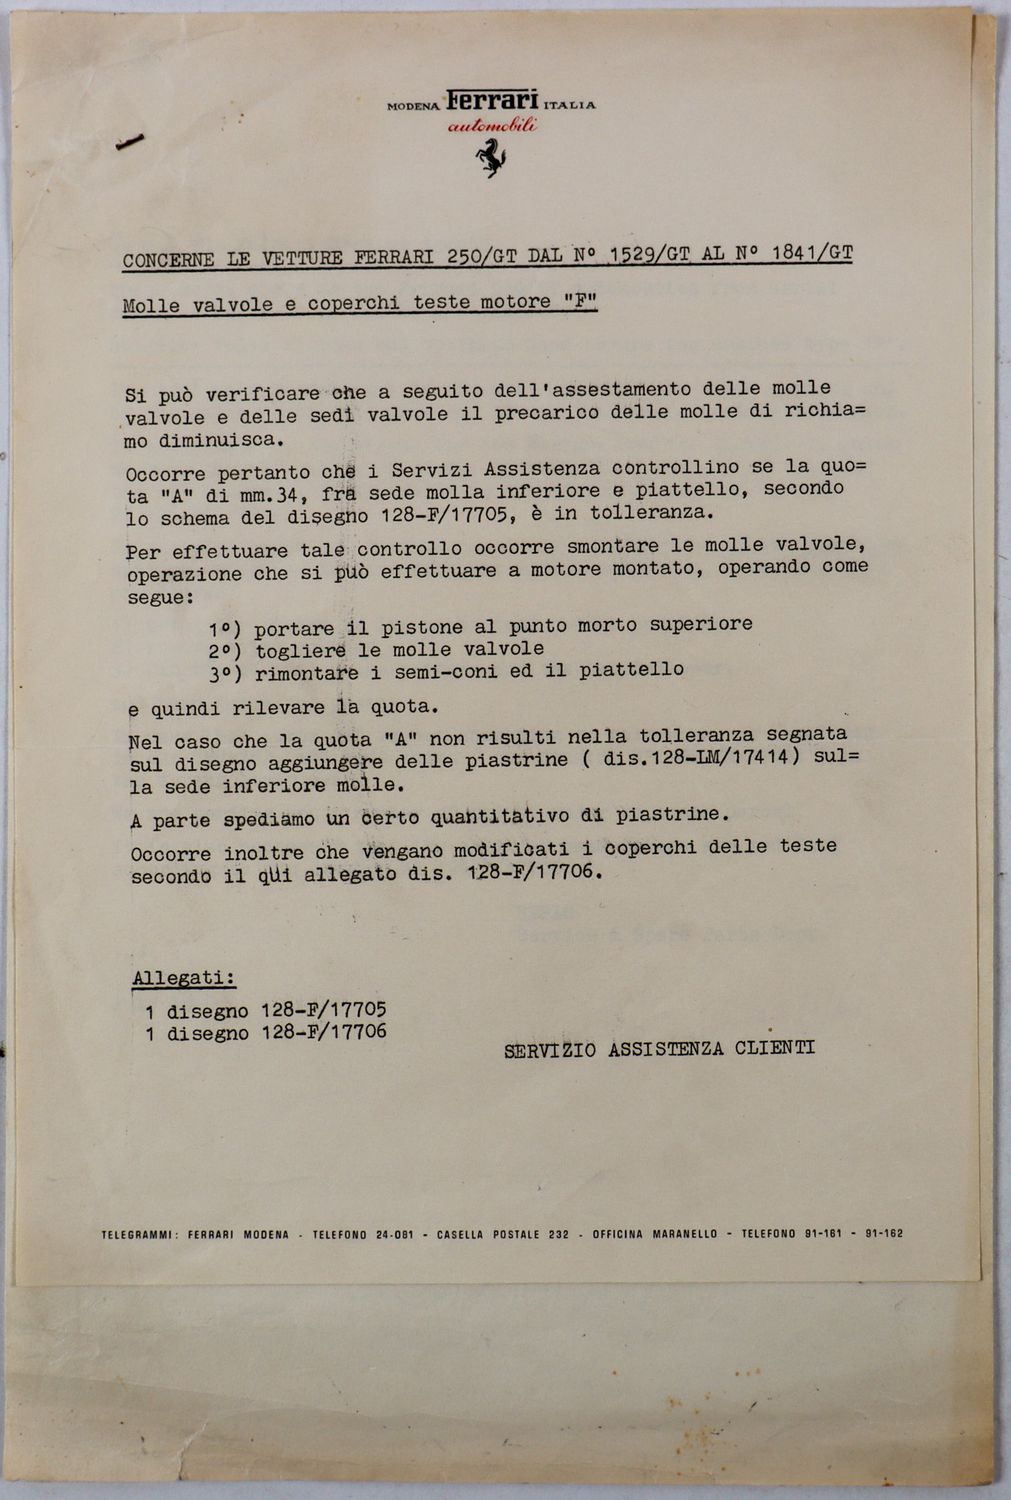 MODENA Ferrari ITALIA
automobili
CONCERNE LE VETTURE FERRARI 250/GT DAL N° 1529/GT AL N° 1841/GT
Molle valvole e coperchi teste motore "F"
Si può verificare che a seguito dell'assestamento delle molle
valvole e delle sedi valvole il precarico delle molle di richia=
mo diminuisca.
Occorre pertanto che i Servizi Assistenza controllino se la quo=
ta "A" di mm.34, fra sede molla inferiore e piattello, secondo
lo schema del disegno 128-F/17705, è in tolleranza.
Per effettuare tale controllo occorre smontare le molle valvole,
operazione che si può effettuare a motore montato, operando come
segue:
1°) portare il pistone al punto morto superiore
2°) togliere le molle valvole
3°) rimontare i semi-coni ed il piattello
e quindi rilevare la quota.
Nel caso che la quota "A" non risulti nella tolleranza segnata
sul disegno aggiungere delle piastrine ( dis.128-LM/17414) sul=
la sede inferiore molle.
A parte spediamo un certo quantitativo di piastrine.
Occorre inoltre che vengano modificati i coperchi delle teste
secondo il qui allegato dis. 128-F/17706.
Allegati:
1 disegno 128-F/17705
1 disegno 128-F/17706
SERVIZIO ASSISTENZA CLIENTI
TELEGRAMMI: FERRARI MODENA - TELEFONO 24-081 - CASELLA POSTALE 232 - OFFICINA MARANELLO - TELEFONO 91-161 - 91-162